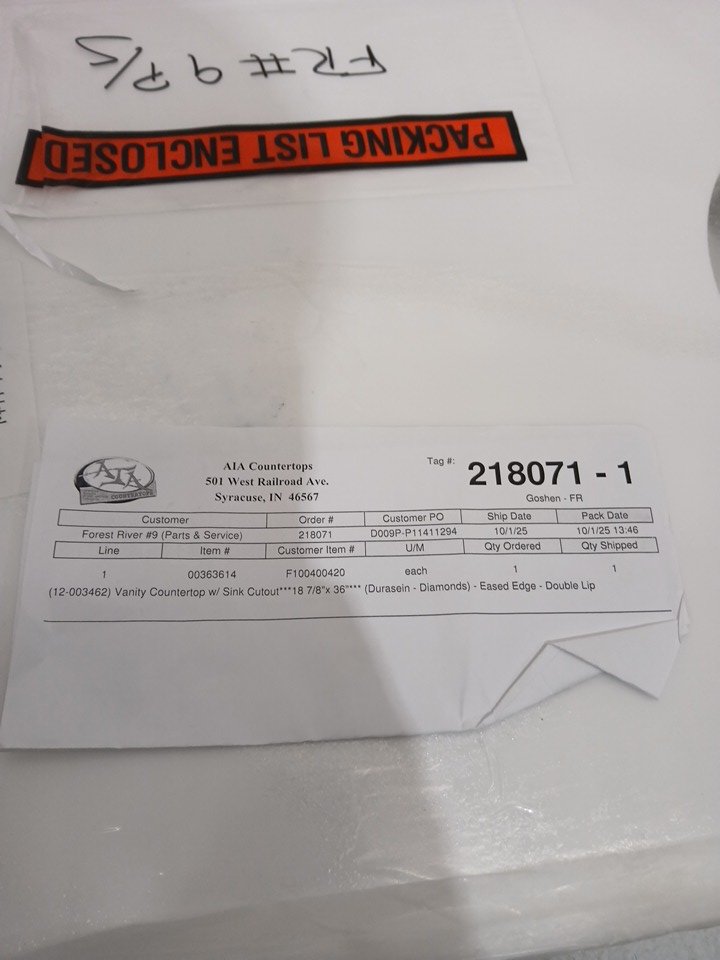 FR# 9 P/S
PACKING LIST ENCLOSED
AIA
COUNTERTOPS
AIA Countertops
501 West Railroad Ave.
Syracuse, IN 46567
Tag #: 218071 - 1
Goshen - FR
Customer Order # Customer PO Ship Date Pack Date
Forest River #9 (Parts & Service) 218071 D009P-P11411294 10/1/25 10/1/25 13:46
Line Item # Customer Item # U/M Qty Ordered Qty Shipped
1 00363614 F100400420 each 1 1
(12-003462) Vanity Countertop w/ Sink Cutout***18 7/8"x 36"*** (Durasein - Diamonds) - Eased Edge - Double Lip